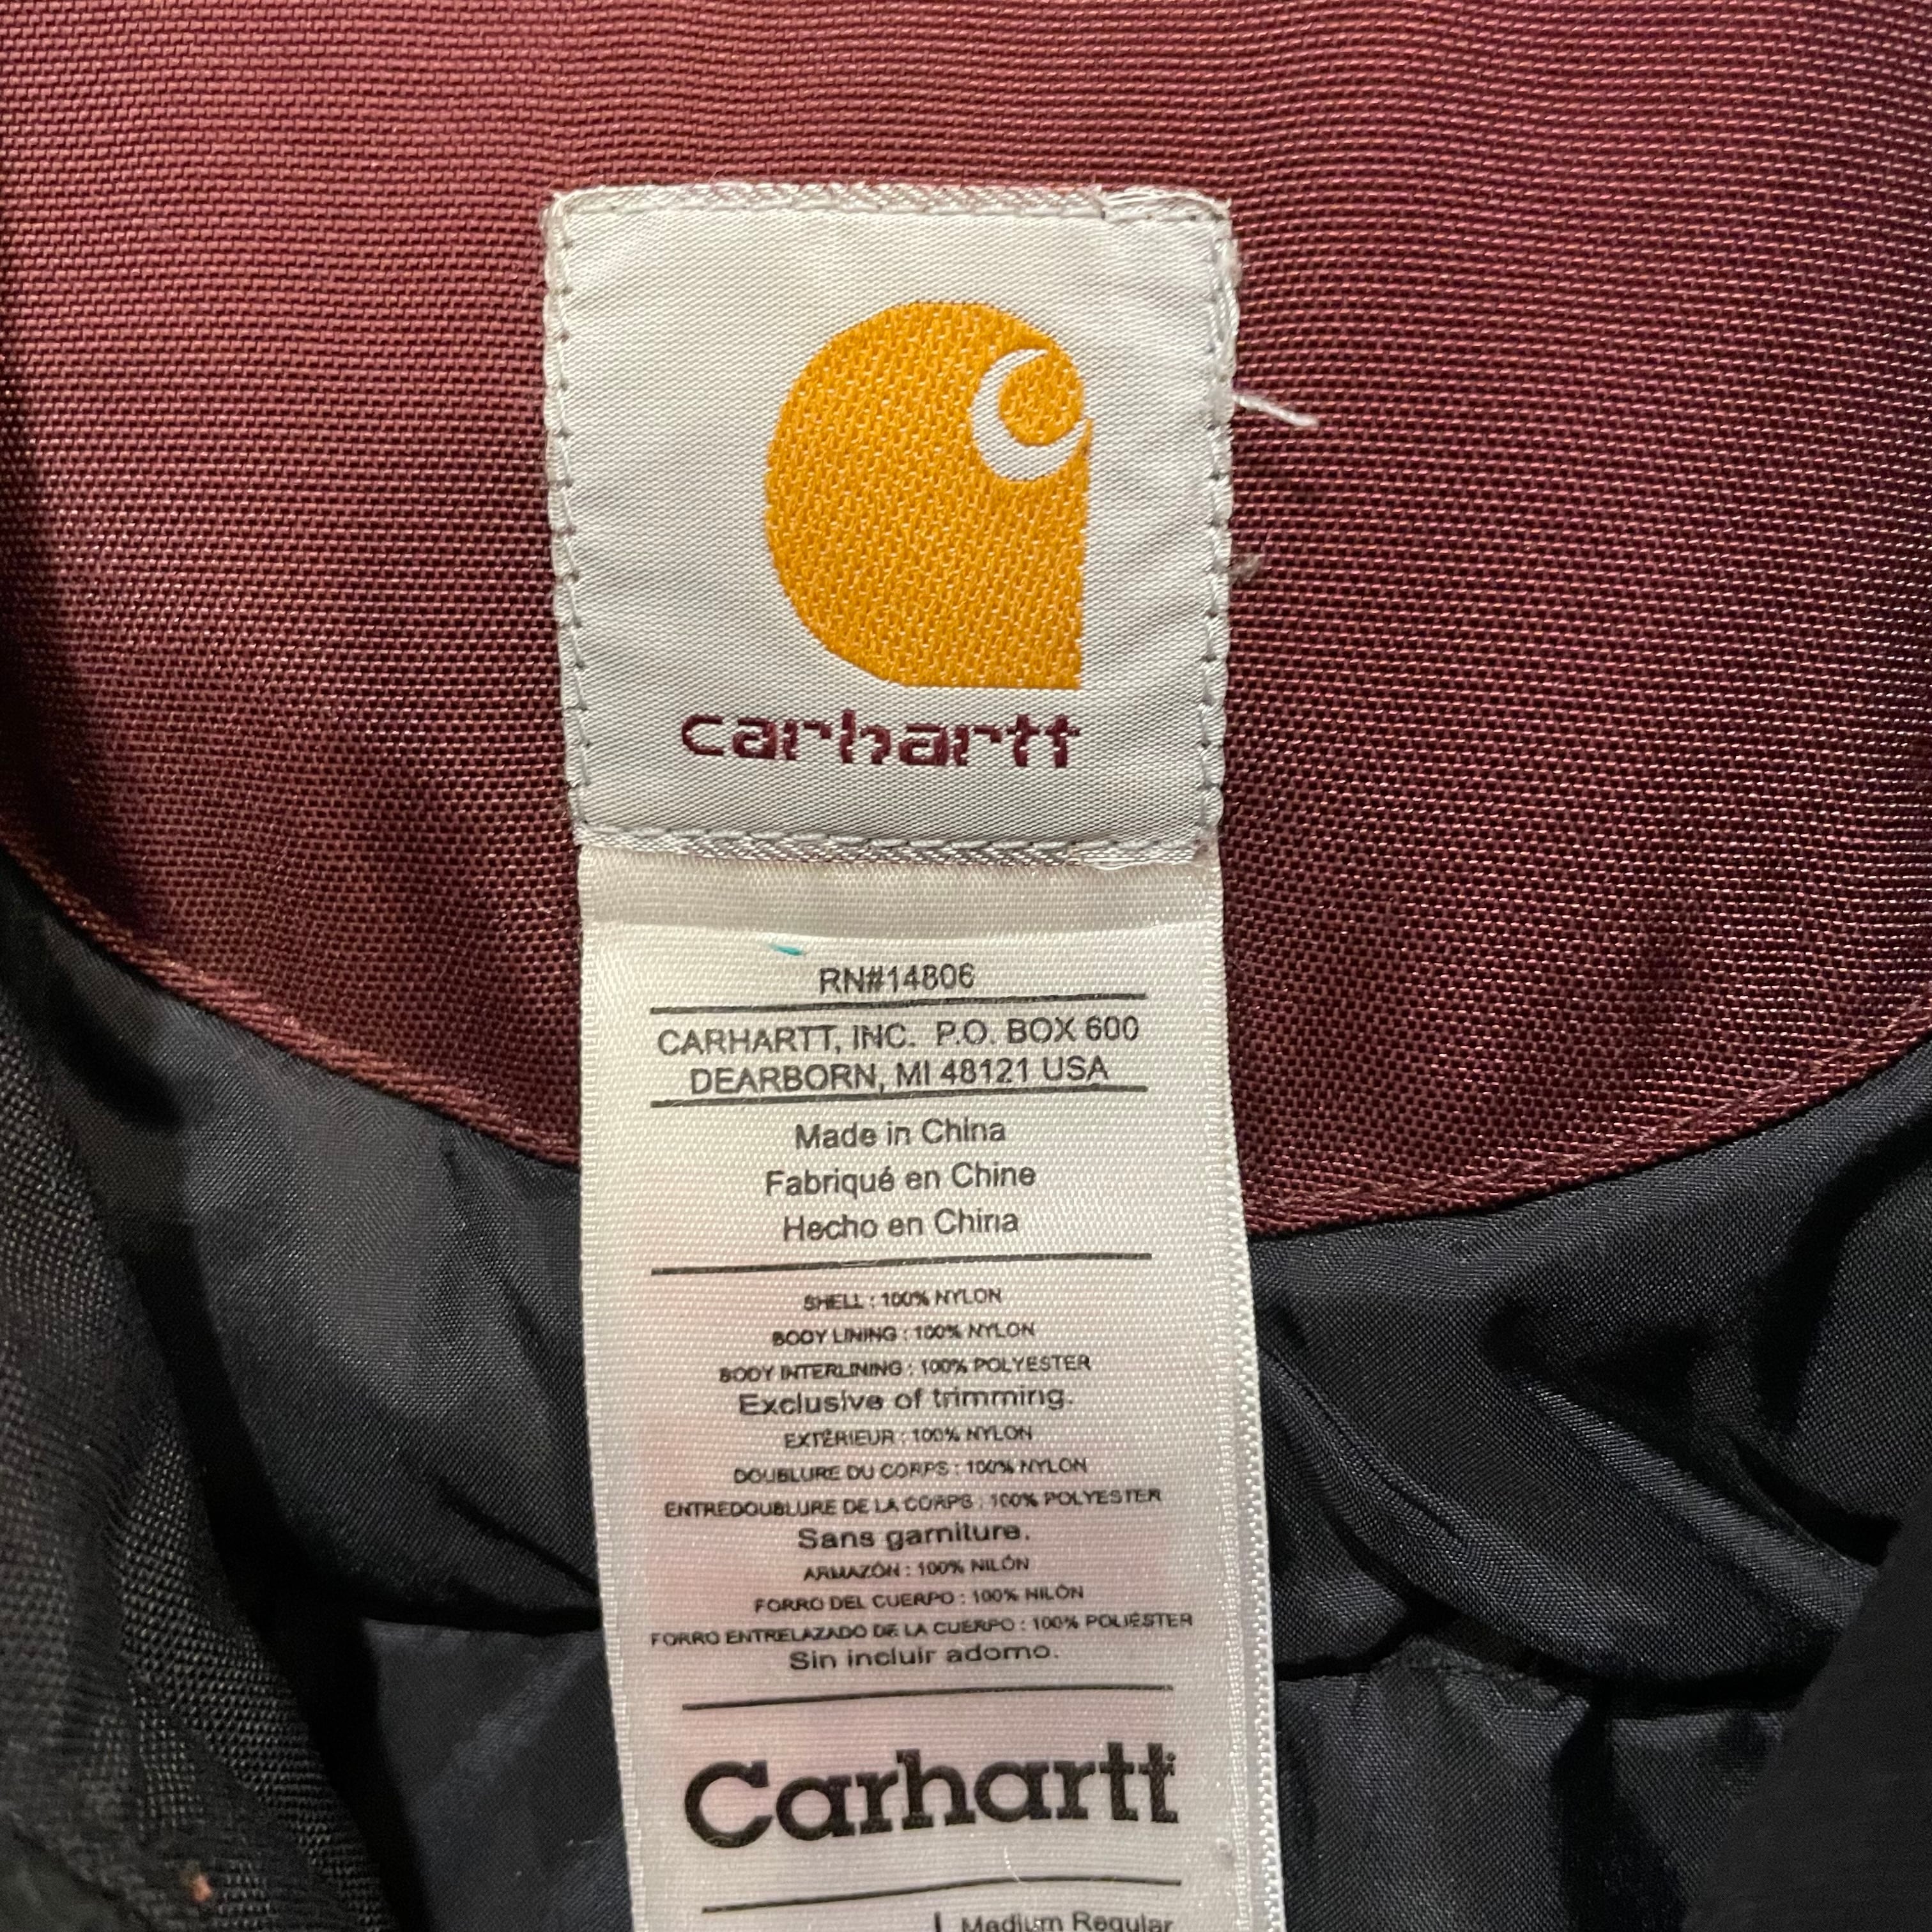 carhartt
RN#14806
CARHARTT, INC. P.O. BOX 600
DEARBORN, MI 48121 USA
Made in China
Fabriqué en Chine
Hecho en China
SHELL : 100% NYLON
BODY LINING : 100% NYLON
BODY INTERLINING : 100% POLYESTER
Exclusive of trimming.
EXTÉRIEUR : 100% NYLON
DOUBLURE DU CORPS : 100% NYLON
ENTREDOUBLURE DE LA CORPS : 100% POLYESTER
Sans garniture.
ARMAZÓN : 100% NILÓN
FORRO DEL CUERPO : 100% NILÓN
FORRO ENTRELAZADO DE LA CUERPO : 100% POLIÉSTER
Sin incluir adorno.
Carhartt
Medium Regular